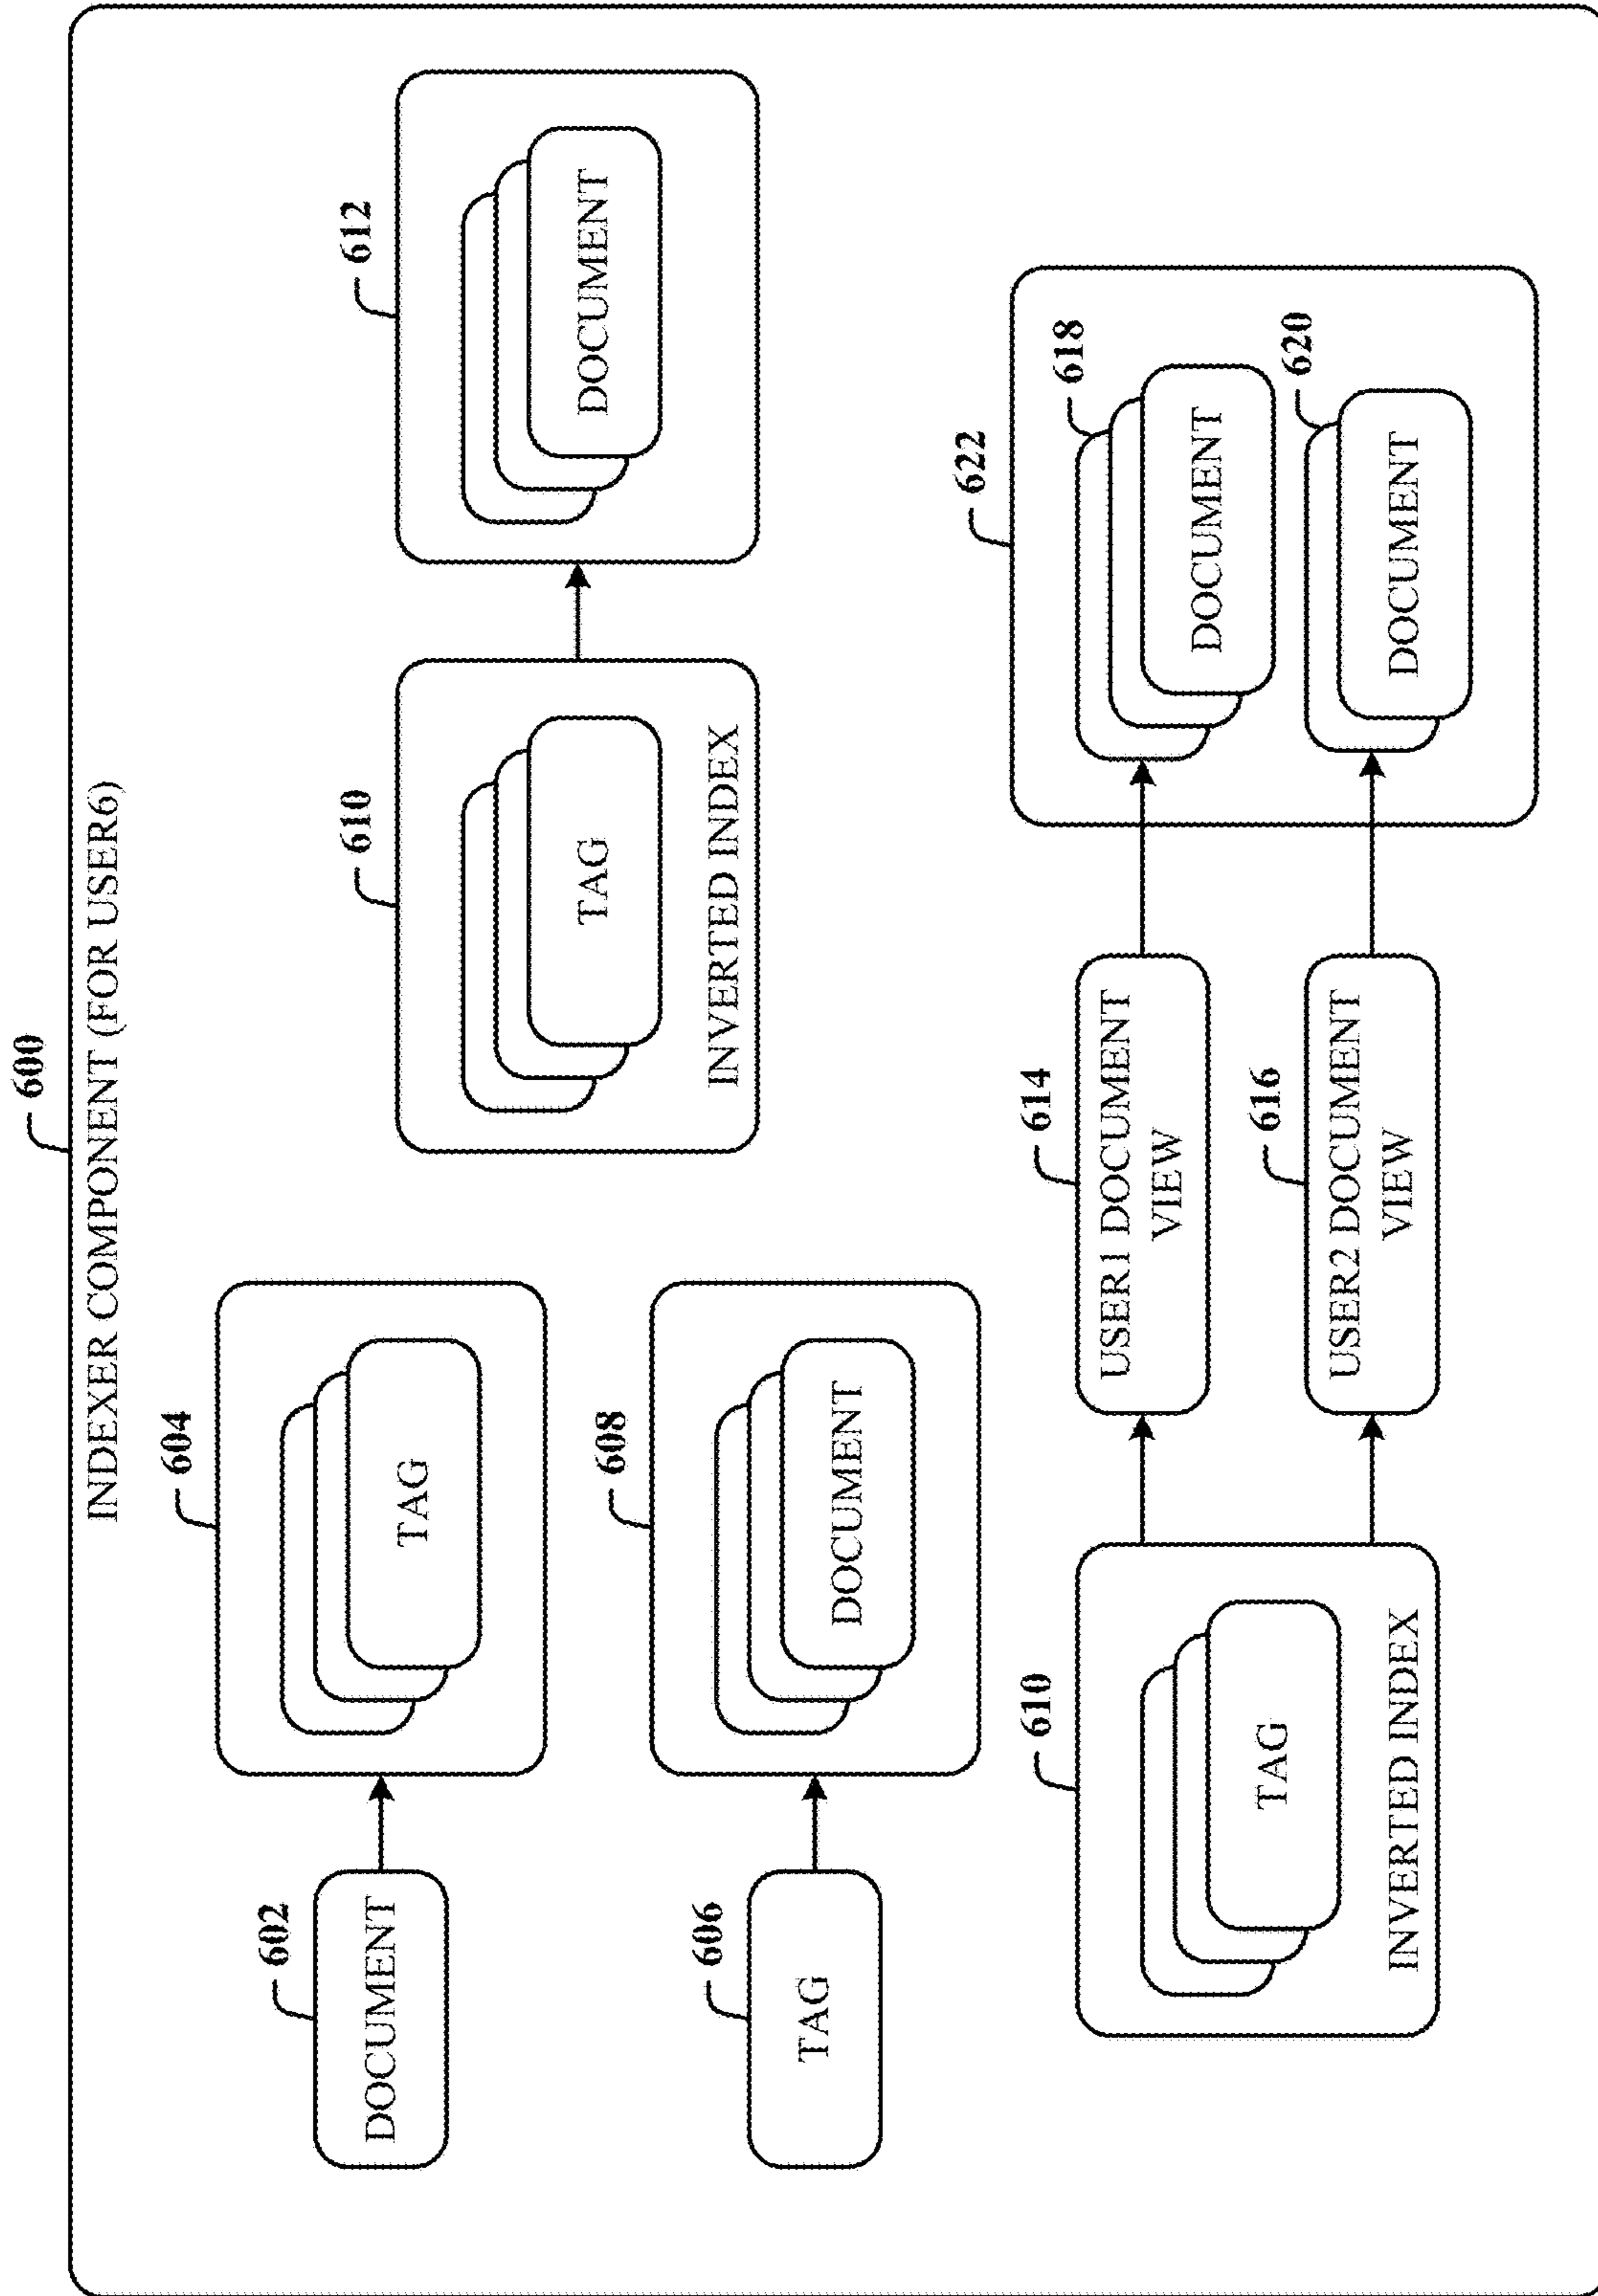 600
INDEXER COMPONENT (FOR USER6)
602
DOCUMENT
604
TAG
606
TAG
608
DOCUMENT
610
TAG
INVERTED INDEX
612
DOCUMENT
610
TAG
INVERTED INDEX
614
USER1 DOCUMENT
VIEW
616
USER2 DOCUMENT
VIEW
622
618
DOCUMENT
620
DOCUMENT